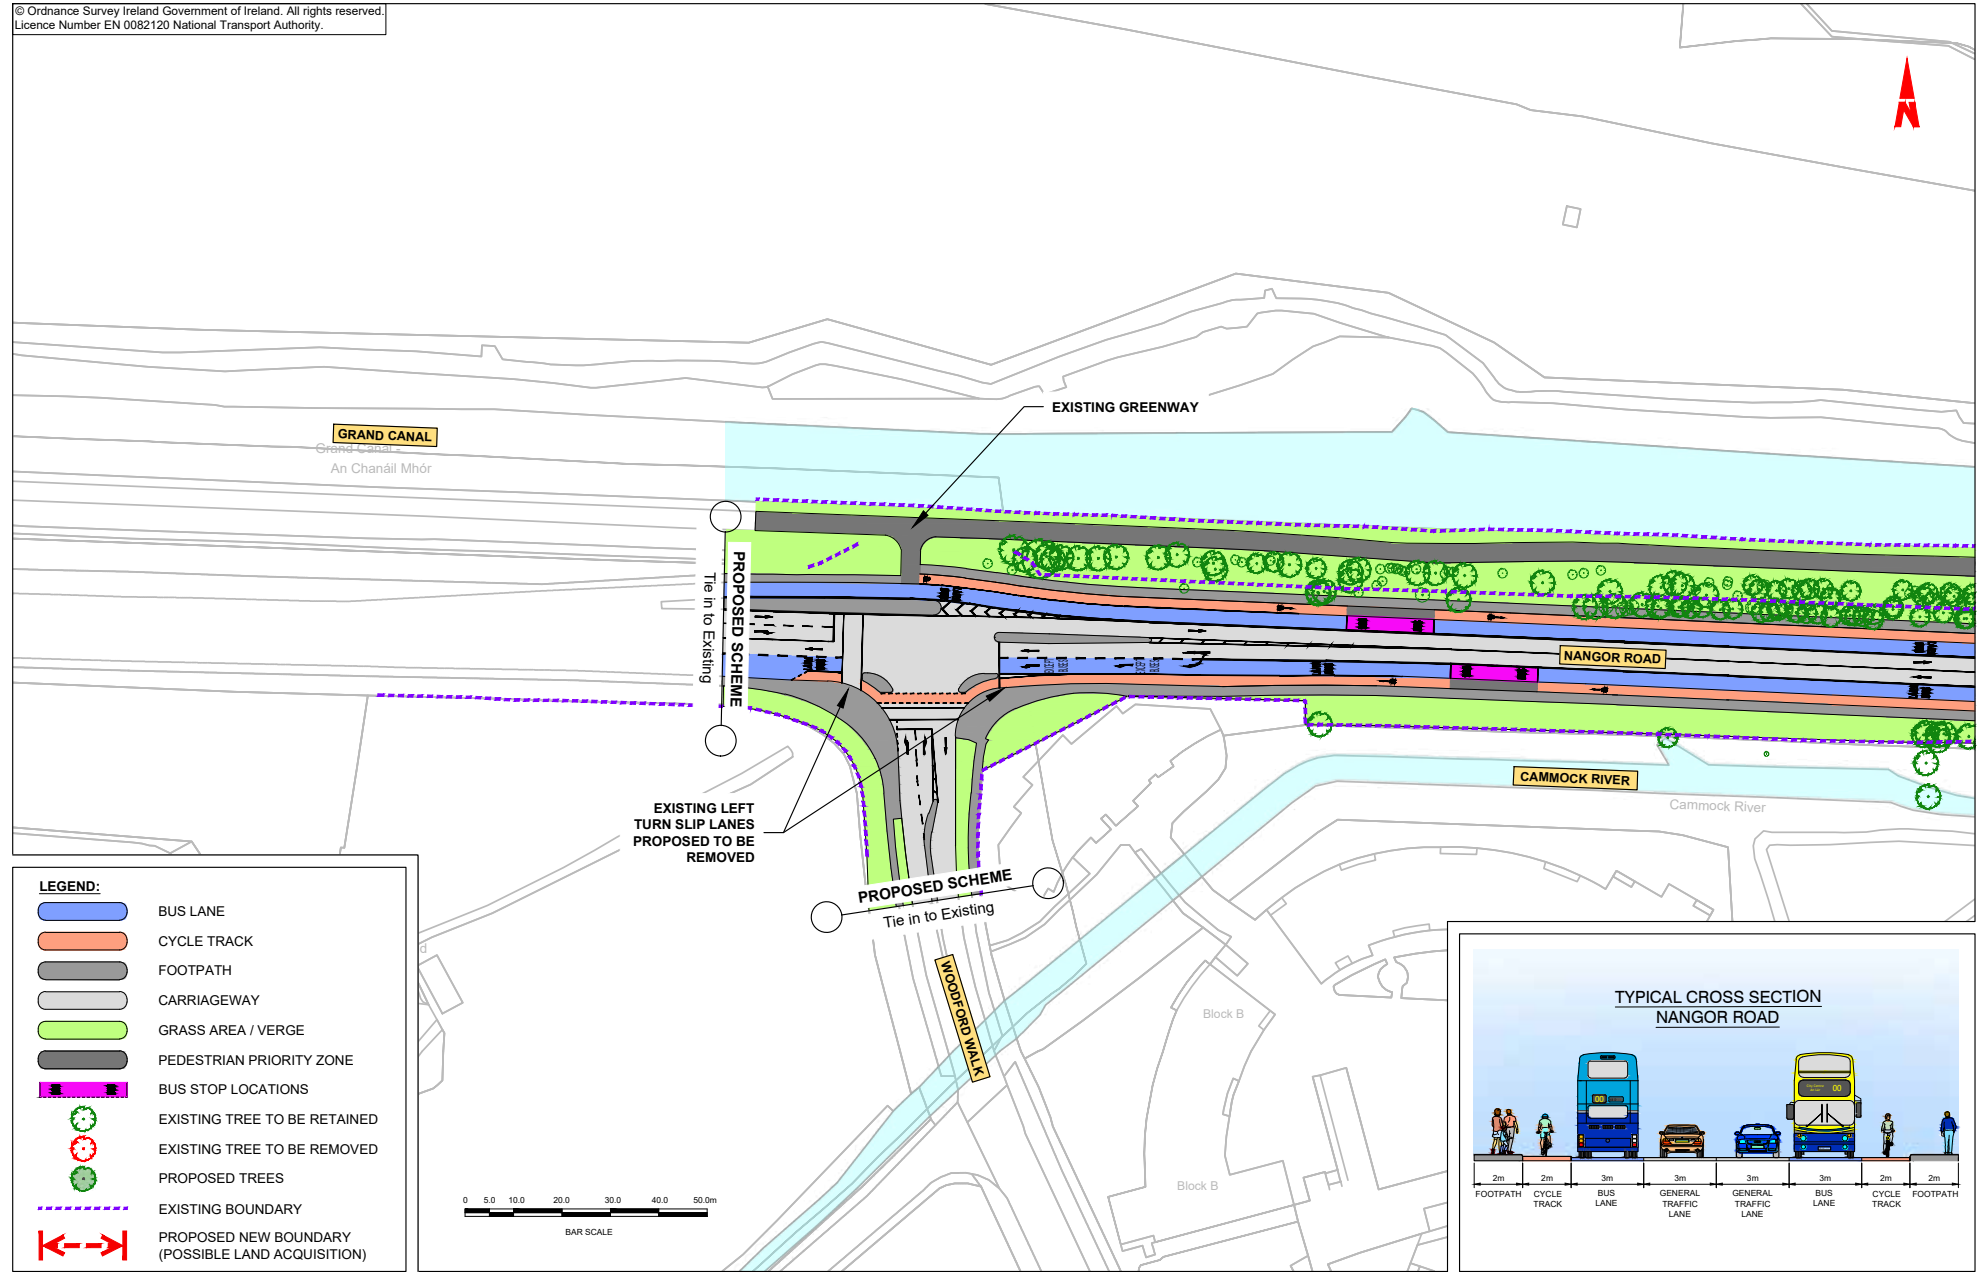 © Ordnance Survey Ireland Government of Ireland. All rights reserved.
Licence Number EN 0082120 National Transport Authority.
N
EXISTING GREENWAY
GRAND CANAL
Grand Canal -
An Chanáil Mhór
PROPOSED SCHEME
Tie in to Existing
NANGOR ROAD
CAMMOCK RIVER
Cammock River
EXISTING LEFT
TURN SLIP LANES
PROPOSED TO BE
REMOVED
PROPOSED SCHEME
Tie in to Existing
WOODFORD WALK
Block B
Block B
LEGEND:
BUS LANE
CYCLE TRACK
FOOTPATH
CARRIAGEWAY
GRASS AREA / VERGE
PEDESTRIAN PRIORITY ZONE
BUS STOP LOCATIONS
EXISTING TREE TO BE RETAINED
EXISTING TREE TO BE REMOVED
PROPOSED TREES
EXISTING BOUNDARY
PROPOSED NEW BOUNDARY
(POSSIBLE LAND ACQUISITION)
0 5.0 10.0 20.0 30.0 40.0 50.0m
BAR SCALE
TYPICAL CROSS SECTION
NANGOR ROAD
00
00
2m 2m 3m 3m 3m 3m 2m 2m
FOOTPATH CYCLE BUS GENERAL GENERAL BUS CYCLE FOOTPATH
TRACK LANE TRAFFIC TRAFFIC LANE TRACK
LANE LANE